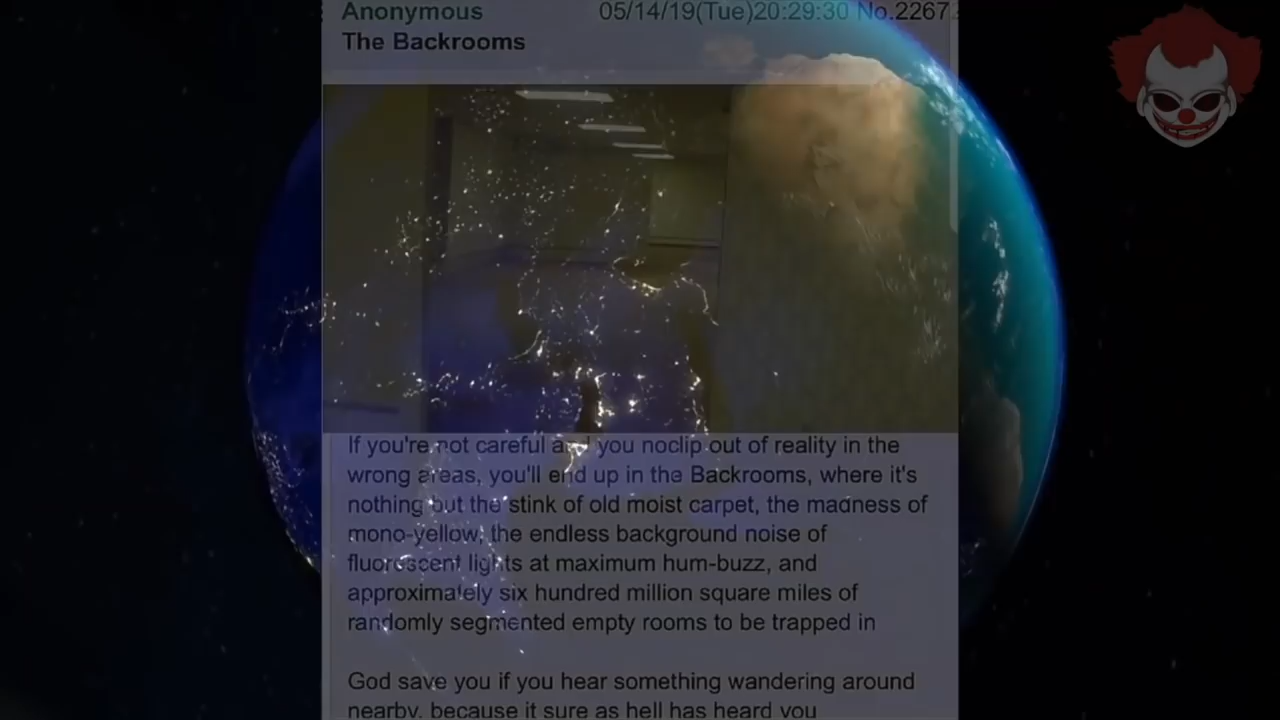 Anonymous 05/14/19(Tue)20:29:30 No.2267
The Backrooms
If you're not careful and you noclip out of reality in the
wrong areas, you'll end up in the Backrooms, where it's
nothing but the stink of old moist carpet, the madness of
mono-yellow, the endless background noise of
fluorescent lights at maximum hum-buzz, and
approximately six hundred million square miles of
randomly segmented empty rooms to be trapped in
God save you if you hear something wandering around
nearby, because it sure as hell has heard you